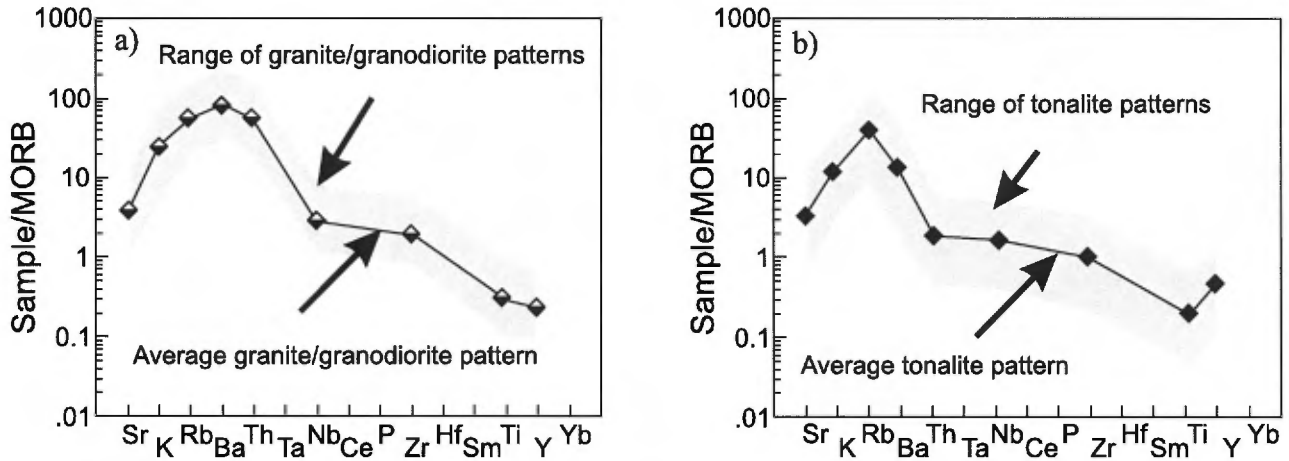 a)
Range of granite/granodiorite patterns
Average granite/granodiorite pattern
Sample/MORB
1000
100
10
1
0.1
.01
Sr K Rb Ba Th Ta Nb Ce P Zr Hf Sm Ti Y Yb
b)
Range of tonalite patterns
Average tonalite pattern
Sample/MORB
1000
100
10
1
0.1
.01
Sr K Rb Ba Th Ta Nb Ce P Zr Hf Sm Ti Y Yb